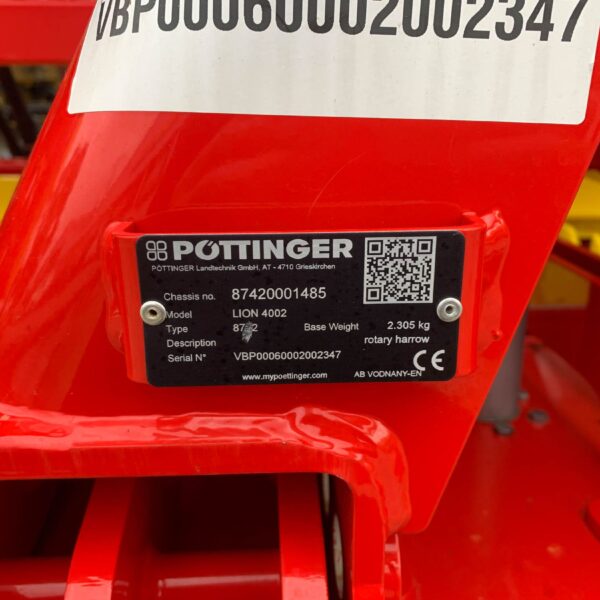 VBP00060002002347
PÖTTINGER
PÖTTINGER Landtechnik GmbH, AT - 4710 Grieskirchen
Chassis no. 87420001485
Model LION 4002
Type Base Weight 2.305 kg
Description rotary harrow
Serial N° VBP00060002002347
CE
www.mypoettinger.com AB VODNANY-EN